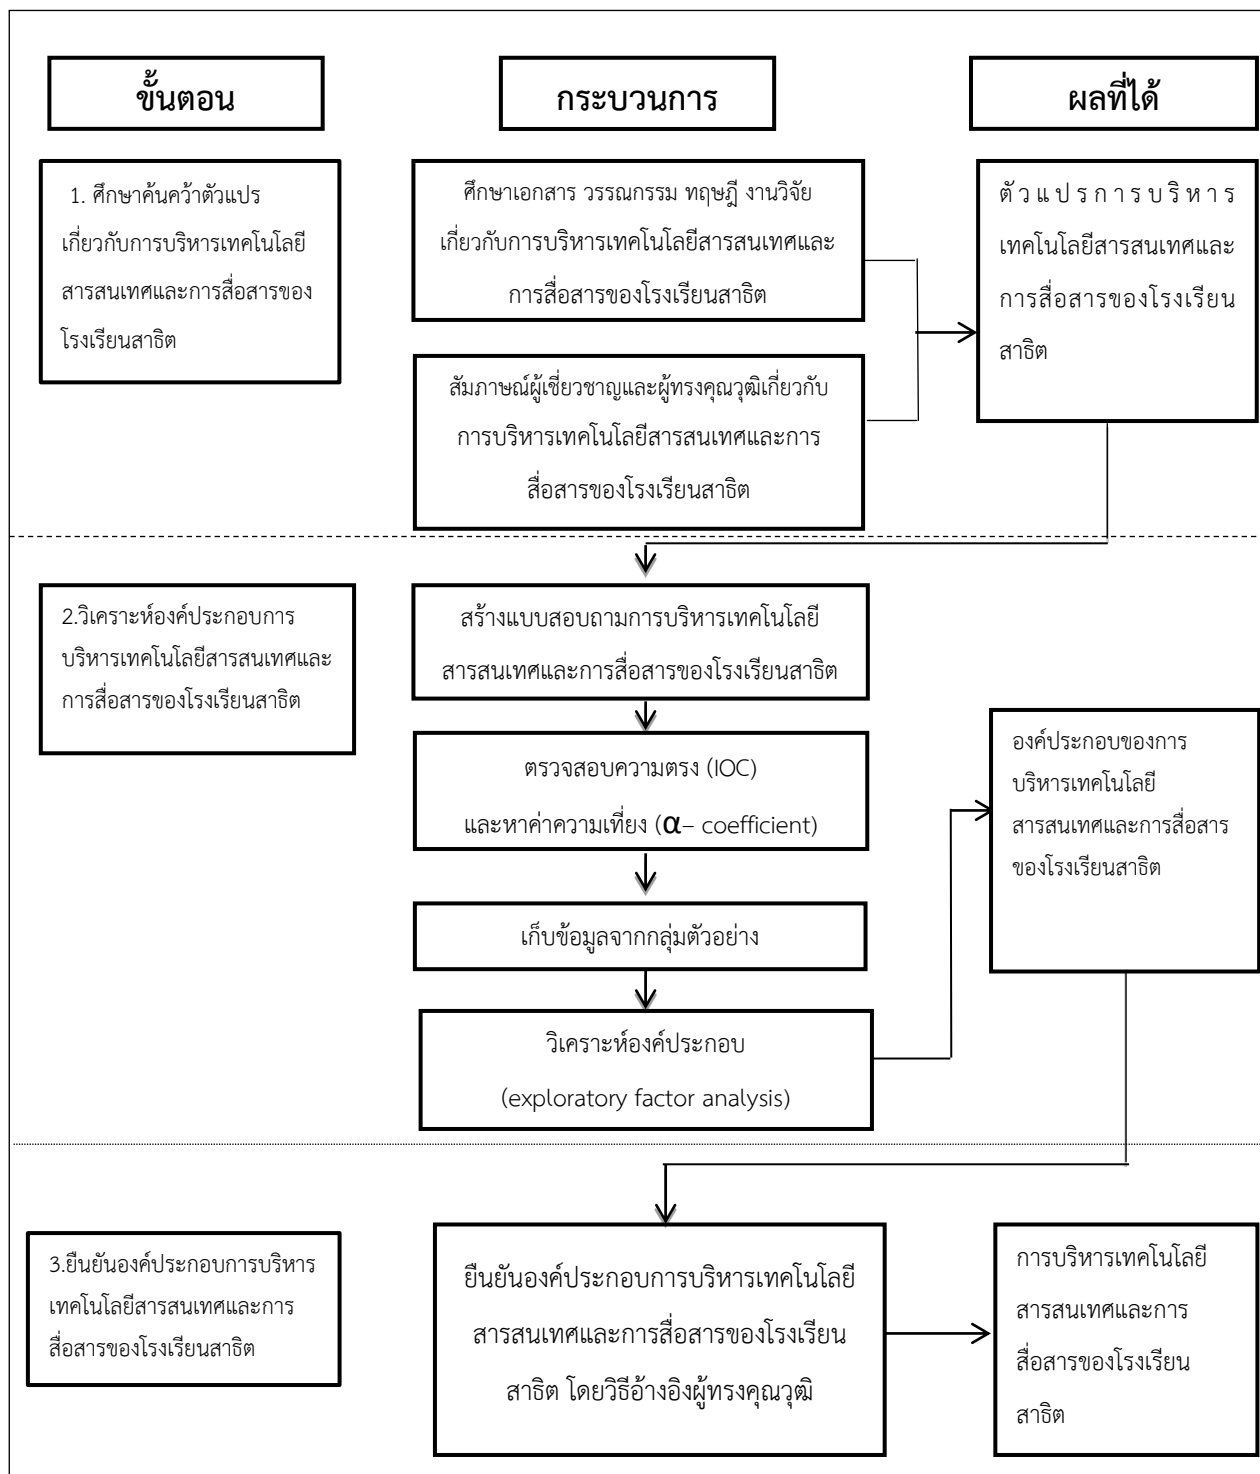 ขั้นตอน
กระบวนการ
ผลที่ได้
1. ศึกษาค้นคว้าตัวแปร
เกี่ยวกับการบริหารเทคโนโลยี
สารสนเทศและการสื่อสารของ
โรงเรียนสาธิต
ศึกษาเอกสาร วรรณกรรม ทฤษฎี งานวิจัย
เกี่ยวกับการบริหารเทคโนโลยีสารสนเทศและ
การสื่อสารของโรงเรียนสาธิต
สัมภาษณ์ผู้เชี่ยวชาญและผู้ทรงคุณวุฒิเกี่ยวกับ
การบริหารเทคโนโลยีสารสนเทศและการ
สื่อสารของโรงเรียนสาธิต
ตัวแปรการบริหาร
เทคโนโลยีสารสนเทศและ
การสื่อสารของโรงเรียน
สาธิต
2.วิเคราะห์องค์ประกอบการ
บริหารเทคโนโลยีสารสนเทศและ
การสื่อสารของโรงเรียนสาธิต
สร้างแบบสอบถามการบริหารเทคโนโลยี
สารสนเทศและการสื่อสารของโรงเรียนสาธิต
ตรวจสอบความตรง (IOC)
และหาค่าความเที่ยง (α– coefficient)
เก็บข้อมูลจากกลุ่มตัวอย่าง
วิเคราะห์องค์ประกอบ
(exploratory factor analysis)
องค์ประกอบของการ
บริหารเทคโนโลยี
สารสนเทศและการสื่อสาร
ของโรงเรียนสาธิต
3.ยืนยันองค์ประกอบการบริหาร
เทคโนโลยีสารสนเทศและการ
สื่อสารของโรงเรียนสาธิต
ยืนยันองค์ประกอบการบริหารเทคโนโลยี
สารสนเทศและการสื่อสารของโรงเรียน
สาธิต โดยวิธีอ้างอิงผู้ทรงคุณวุฒิ
การบริหารเทคโนโลยี
สารสนเทศและการ
สื่อสารของโรงเรียน
สาธิต